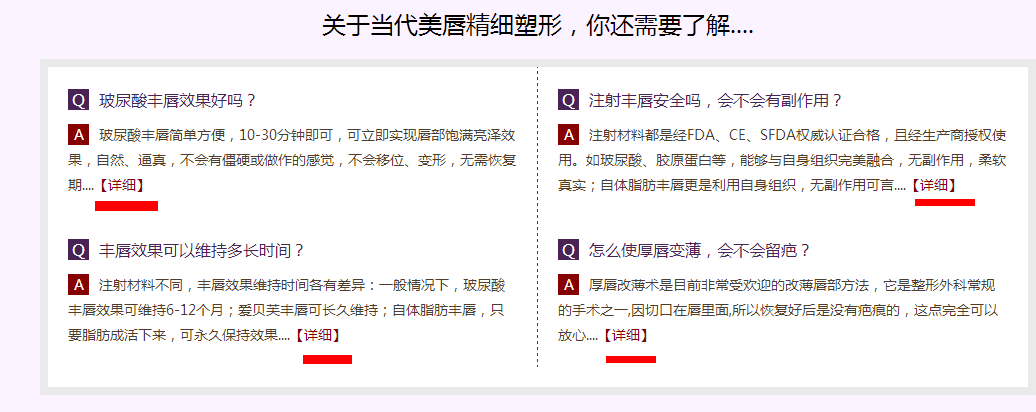 关于当代美唇精细塑形，你还需要了解....
Q 玻尿酸丰唇效果好吗？
A 玻尿酸丰唇简单方便，10-30分钟即可，可立即实现唇部饱满亮泽效
果，自然、逼真，不会有僵硬或做作的感觉，不会移位、变形，无需恢复
期....【详细】
Q 注射丰唇安全吗，会不会有副作用？
A 注射材料都是经FDA、CE、SFDA权威认证合格，且经生产商授权使
用。如玻尿酸、胶原蛋白等，能够与自身组织完美融合，无副作用，柔软
真实；自体脂肪丰唇更是利用自身组织，无副作用可言....【详细】
Q 丰唇效果可以维持多长时间？
A 注射材料不同，丰唇效果维持时间各有差异：一般情况下，玻尿酸
丰唇效果可维持6-12个月；爱贝芙丰唇可长久维持；自体脂肪丰唇，只
要脂肪成活下来，可永久保持效果....【详细】
Q 怎么使厚唇变薄，会不会留疤？
A 厚唇改薄术是目前非常受欢迎的改薄唇部方法，它是整形外科常规
的手术之一,因切口在唇里面,所以恢复好后是没有疤痕的，这点完全可以
放心....【详细】